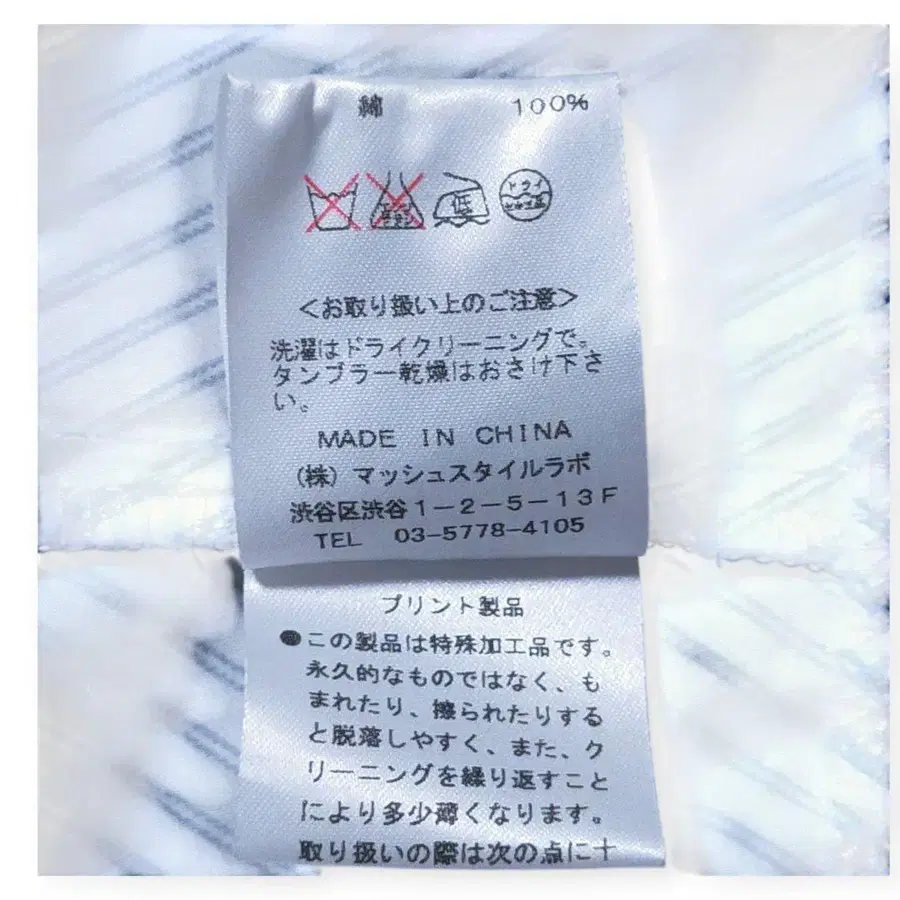 綿 100%
低 ドライ
<お取り扱い上のご注意>
洗濯はドライクリーニングで。
タンブラー乾燥はおさけ下さ
い。
MADE IN CHINA
(株)マッシュスタイルラボ
渋谷区渋谷1-2-5-13F
TEL 03-5778-4105
プリント製品
●この製品は特殊加工品です。
永久的なものではなく、も
まれたり、擦られたりする
と脱落しやすく、また、ク
リーニングを繰り返すこと
により多少薄くなります。
取り扱いの際は次の点に十